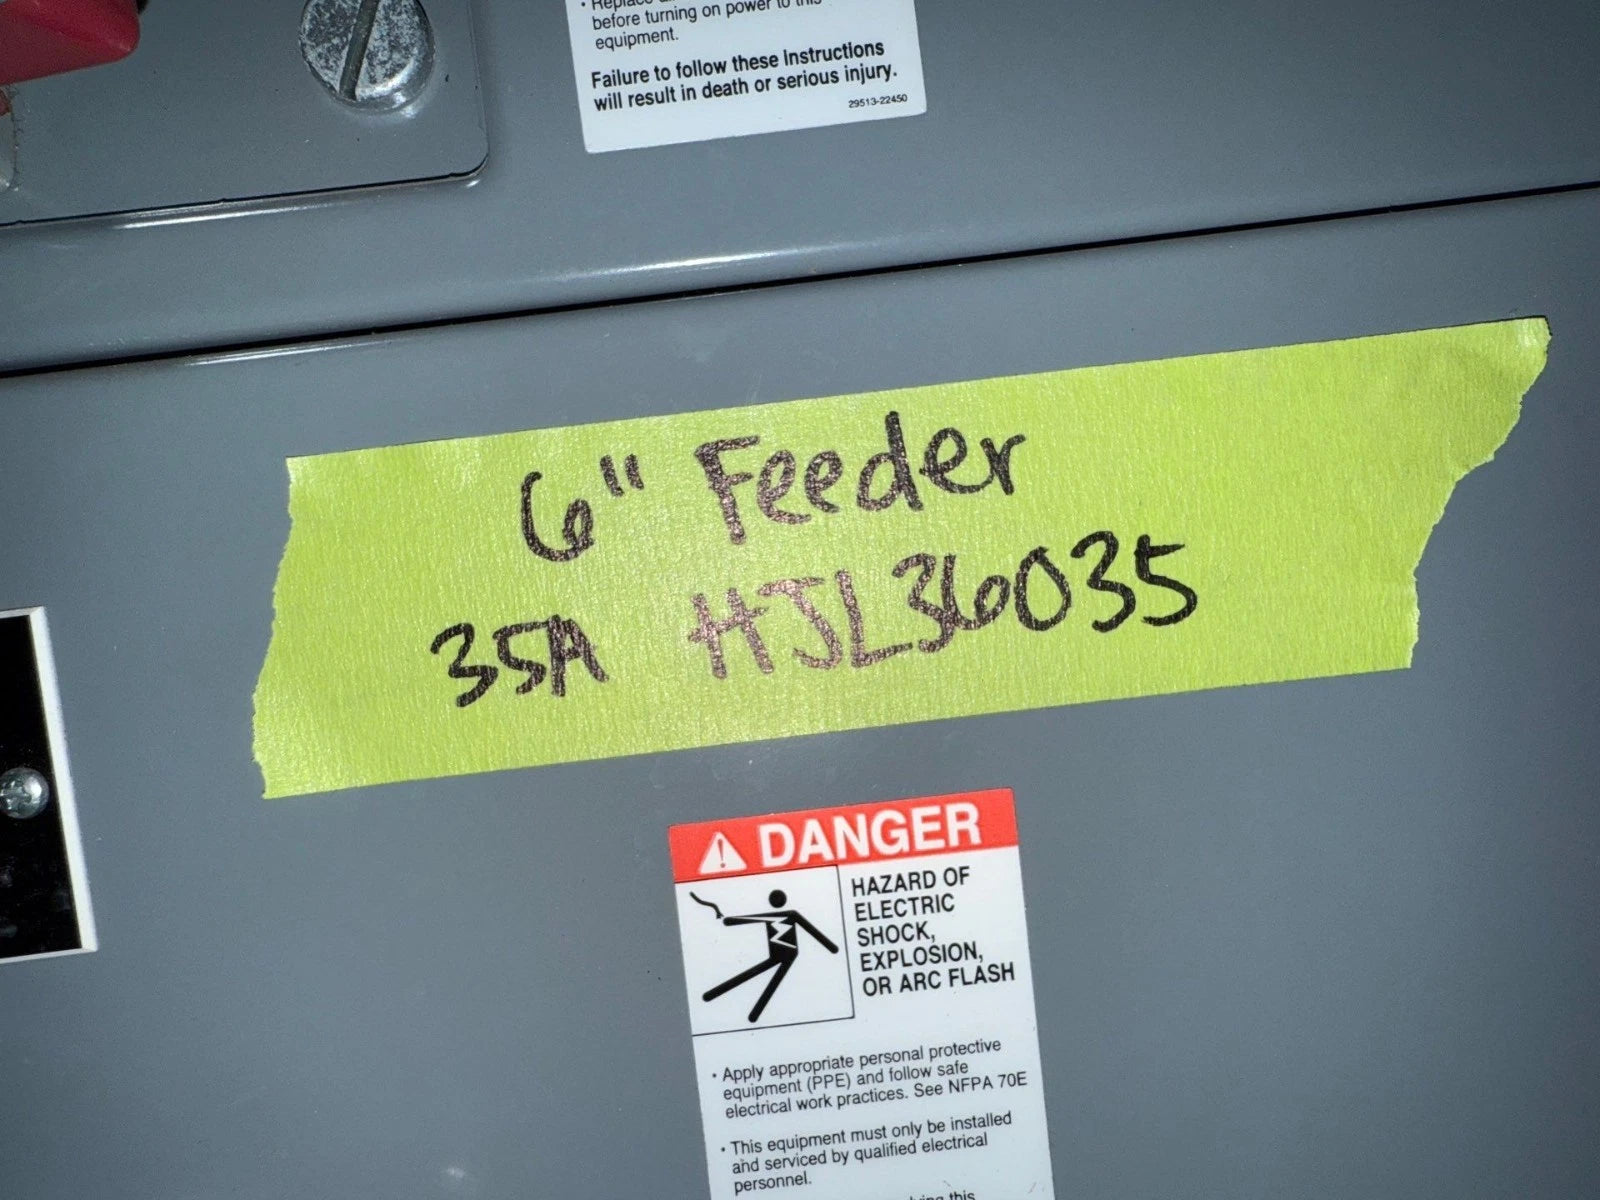 before turning on power to this
equipment.
Failure to follow these instructions
will result in death or serious injury.
29513-22450
6" Feeder
35A HJL36035
DANGER
HAZARD OF
ELECTRIC
SHOCK,
EXPLOSION,
OR ARC FLASH
• Apply appropriate personal protective
equipment (PPE) and follow safe
electrical work practices. See NFPA 70E
• This equipment must only be installed
and serviced by qualified electrical
personnel.
this